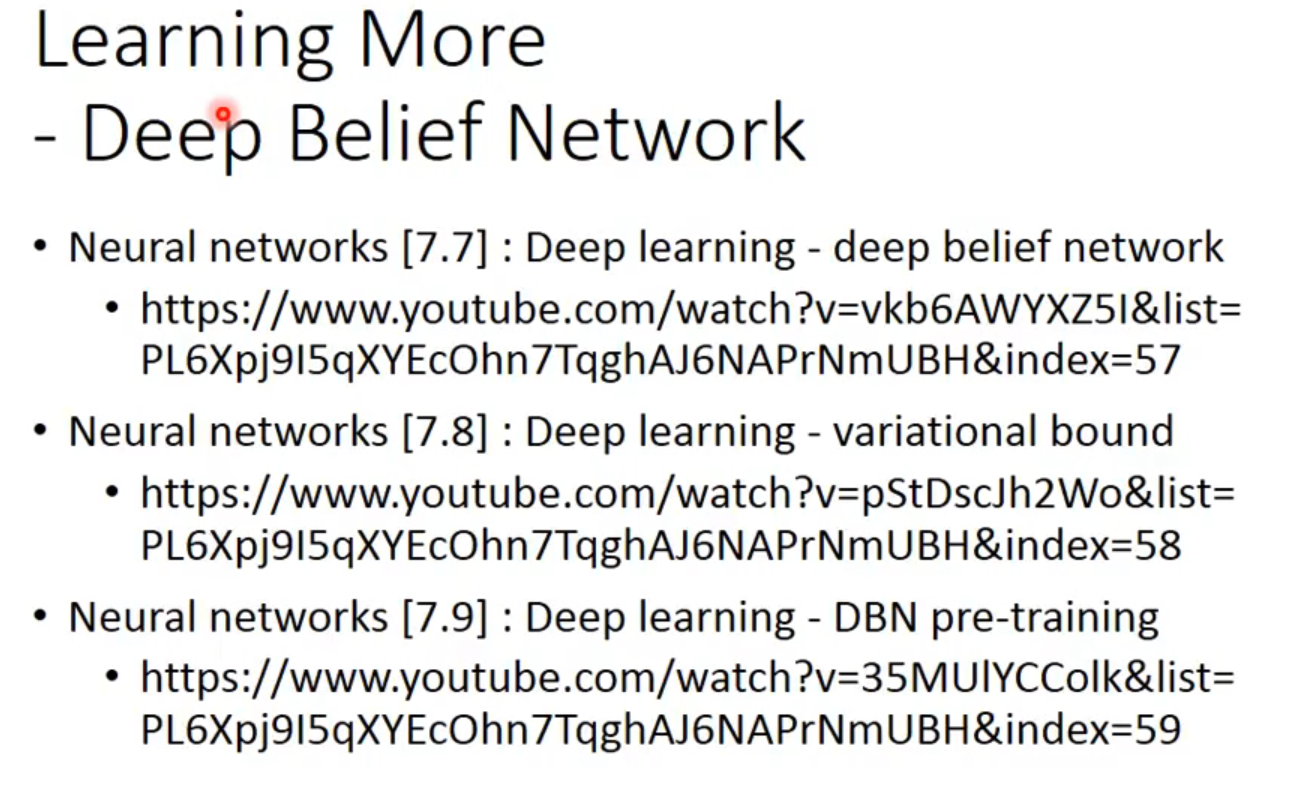 Learning More
- Deep Belief Network
• Neural networks [7.7] : Deep learning - deep belief network
• https://www.youtube.com/watch?v=vkb6AWYXZ5I&list=
PL6Xpj9I5qXYEcOhn7TqghAJ6NAPrNmUBH&index=57
• Neural networks [7.8] : Deep learning - variational bound
• https://www.youtube.com/watch?v=pStDscJh2Wo&list=
PL6Xpj9I5qXYEcOhn7TqghAJ6NAPrNmUBH&index=58
• Neural networks [7.9] : Deep learning - DBN pre-training
• https://www.youtube.com/watch?v=35MUlYCColk&list=
PL6Xpj9I5qXYEcOhn7TqghAJ6NAPrNmUBH&index=59